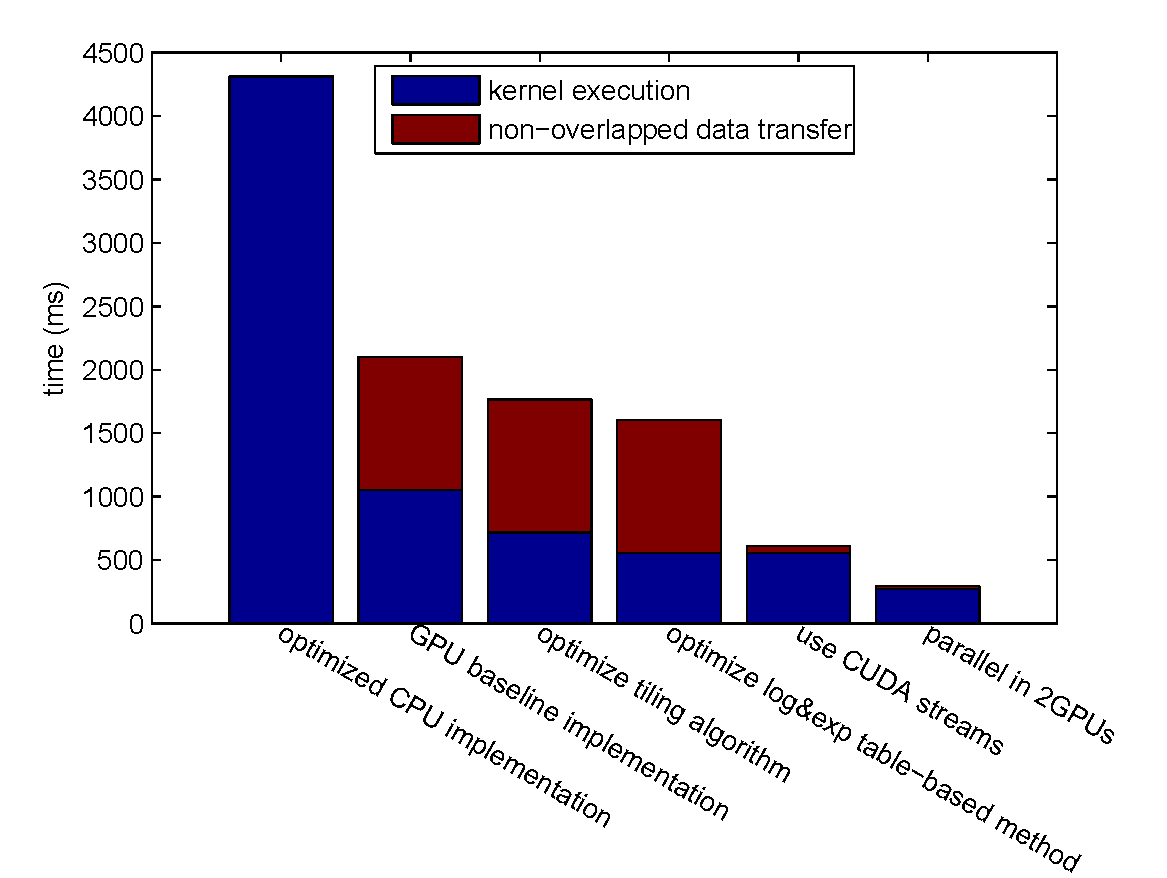 4500
4000
3500
3000
2500
2000
1500
1000
500
0
time (ms)
kernel execution
non-overlapped data transfer
optimized CPU implementation
GPU baseline implementation
optimize tiling algorithm
optimize log&exp table-based method
use CUDA streams
parallel in 2GPUs